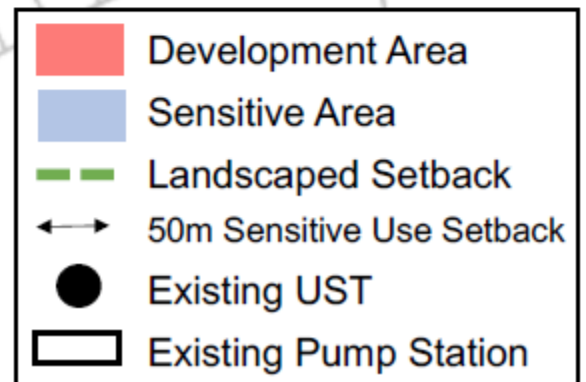 Development Area
Sensitive Area
Landscaped Setback
50m Sensitive Use Setback
Existing UST
Existing Pump Station